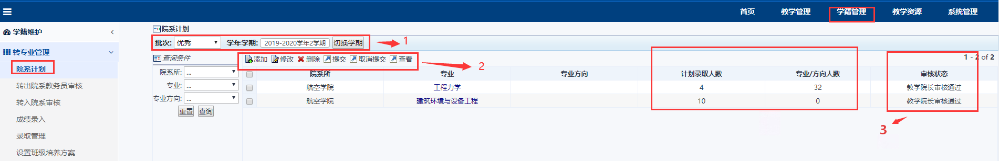 首页 教学管理 学籍管理 教学资源 系统管理
学籍维护
转专业管理
院系计划
转出院系教务员审核
转入院系审核
成绩录入
录取管理
设置班级培养方案
院系计划
批次: 优秀 学年学期: 2019-2020学年2学期 切换学期
1
查询条件
院系所: ...
专业: ...
专业方向: ...
重置 查询
添加 修改 删除 提交 取消提交 查看
2
1 - 2 of 2
院系所 专业 专业方向 计划录取人数 专业/方向人数 审核状态
航空学院 工程力学 4 32 教学院长审核通过
航空学院 建筑环境与设备工程 10 0 教学院长审核通过
3